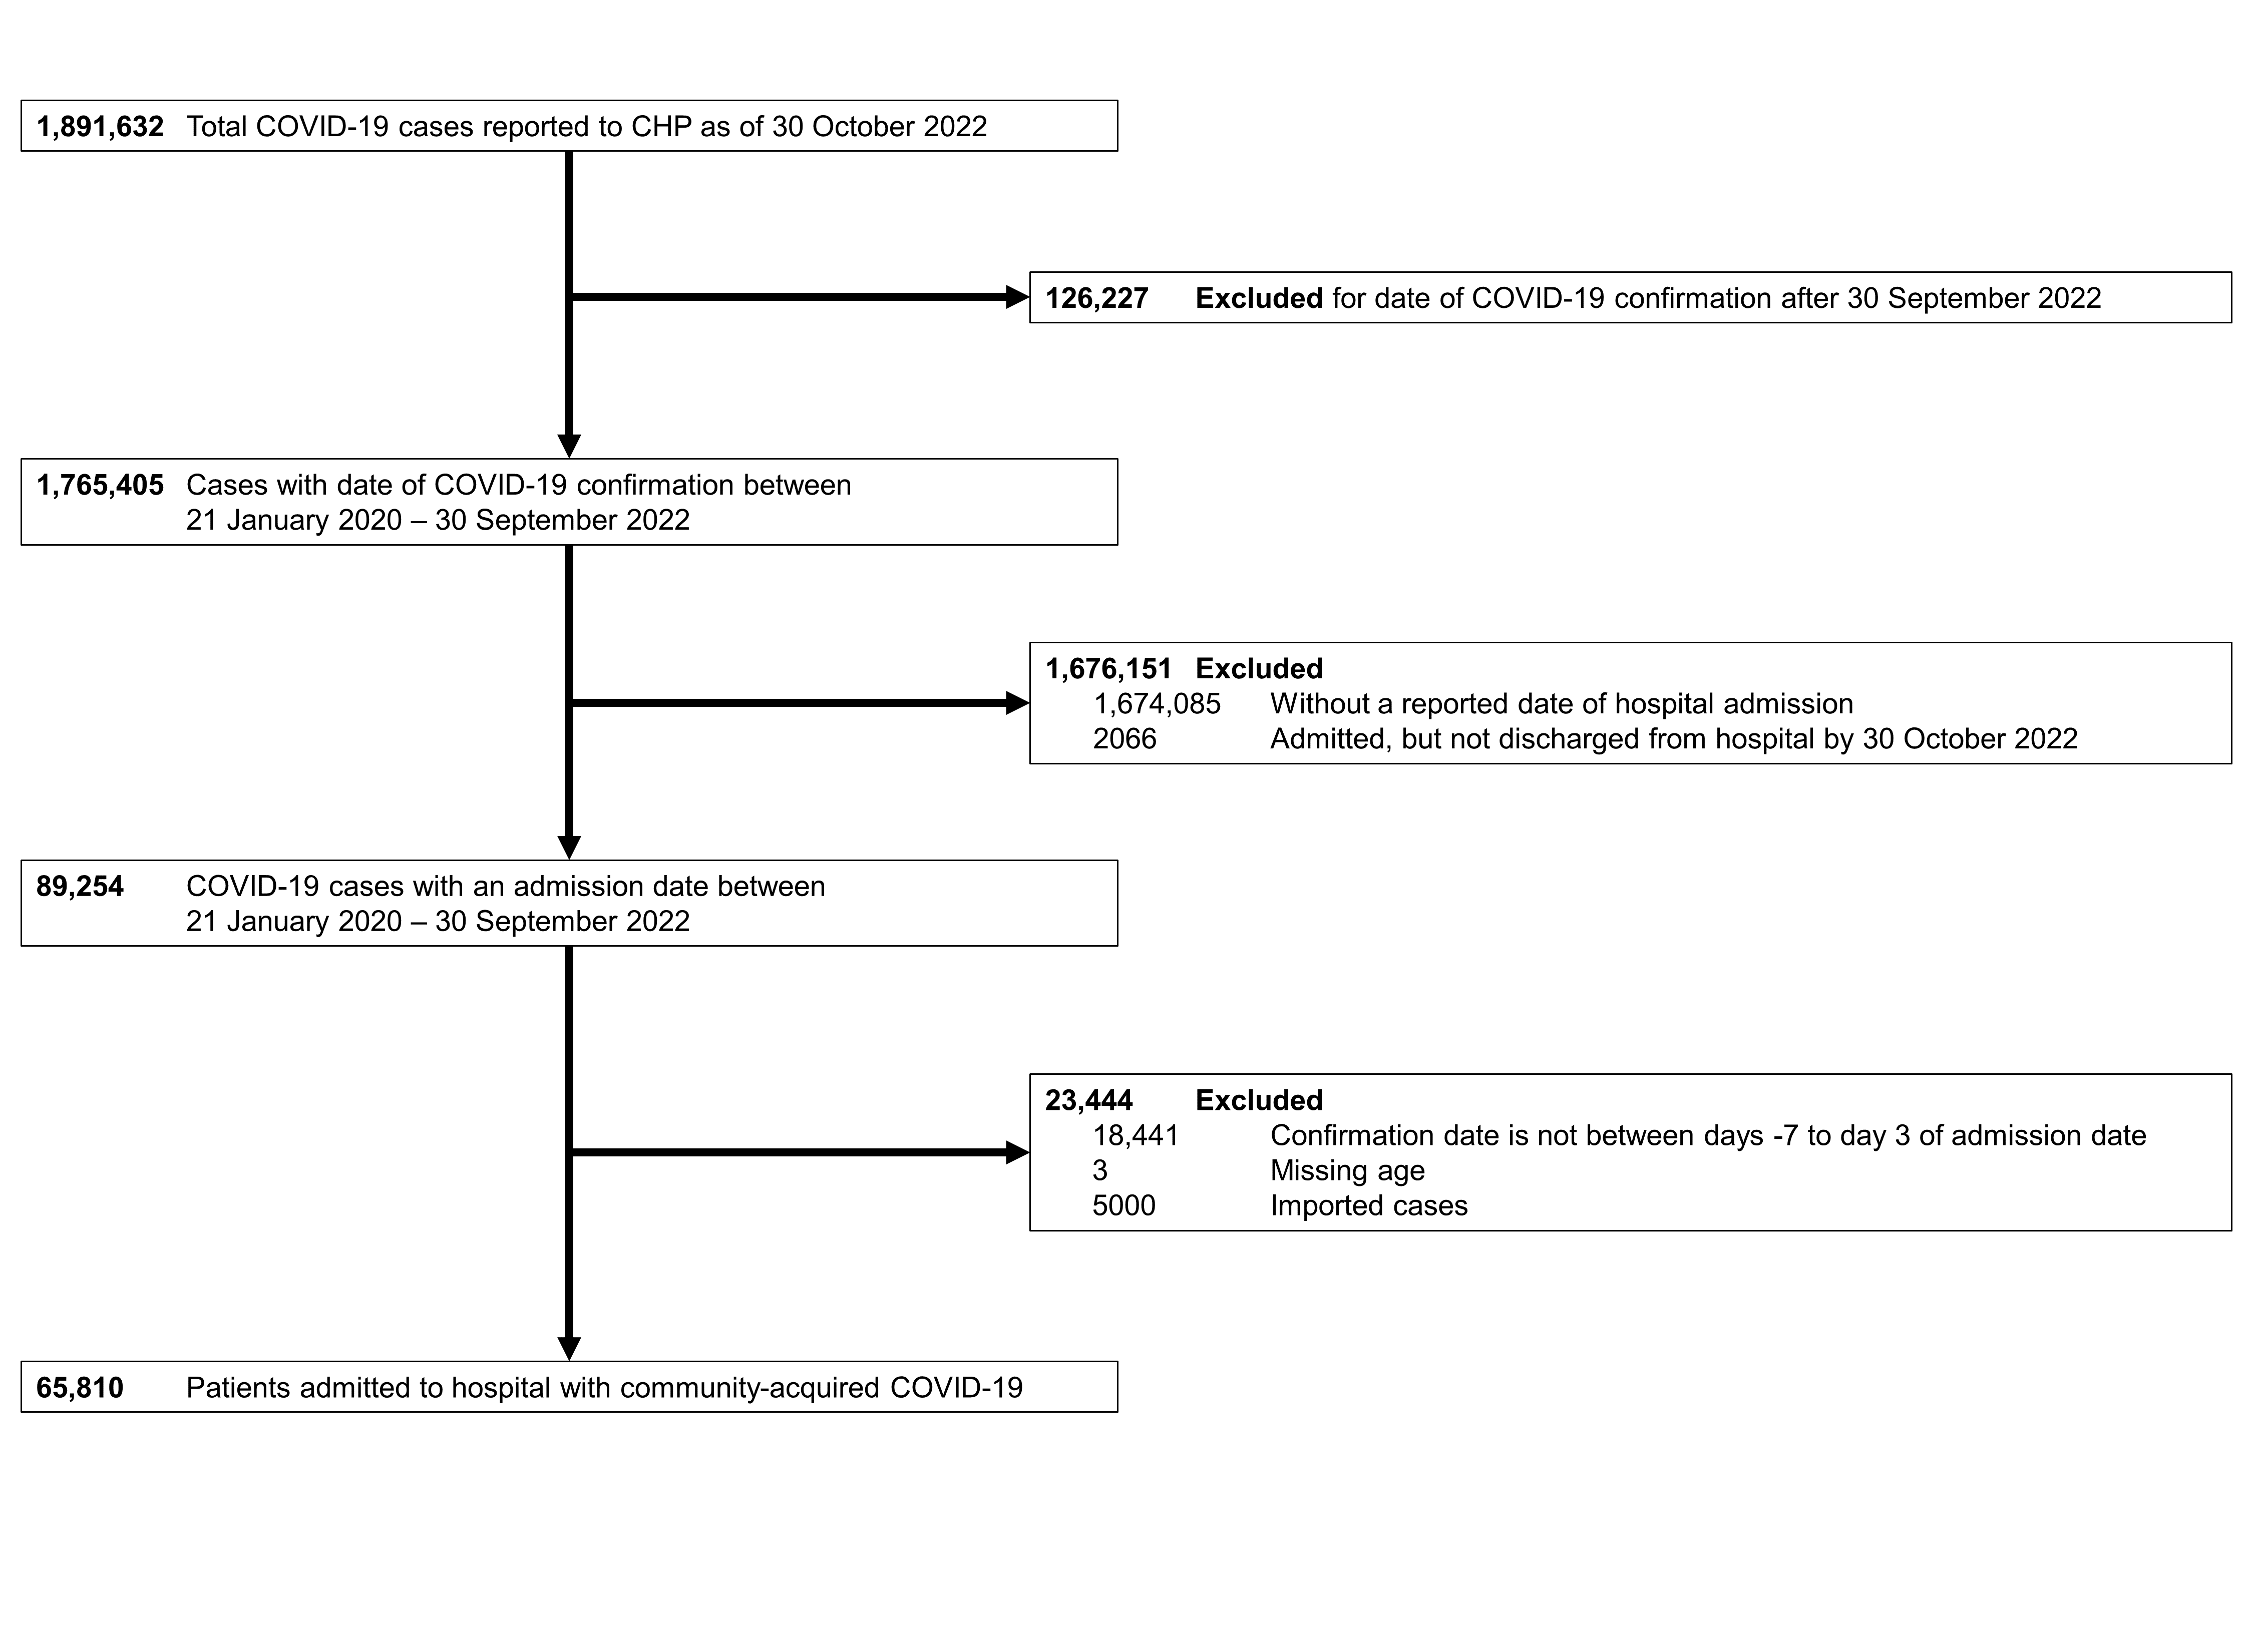 1,891,632 Total COVID-19 cases reported to CHP as of 30 October 2022
126,227 Excluded for date of COVID-19 confirmation after 30 September 2022
1,765,405 Cases with date of COVID-19 confirmation between
21 January 2020 – 30 September 2022
1,676,151 Excluded
1,674,085 Without a reported date of hospital admission
2066 Admitted, but not discharged from hospital by 30 October 2022
89,254 COVID-19 cases with an admission date between
21 January 2020 – 30 September 2022
23,444 Excluded
18,441 Confirmation date is not between days -7 to day 3 of admission date
3 Missing age
5000 Imported cases
65,810 Patients admitted to hospital with community-acquired COVID-19